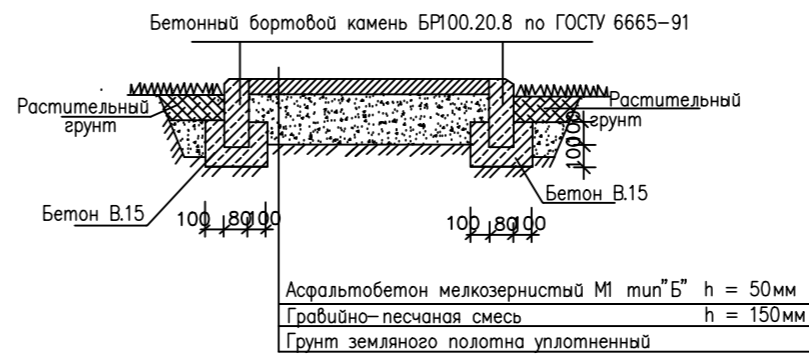 Бетонный бортовой камень БР100.20.8 по ГОСТУ 6665-91
Растительный грунт
Растительный грунт
100
100
Бетон В.15
Бетон В.15
100 80 100
100 80 100
Асфальтобетон мелкозернистый М1 тип"Б" h = 50мм
Гравийно-песчаная смесь h = 150мм
Грунт земляного полотна уплотненный